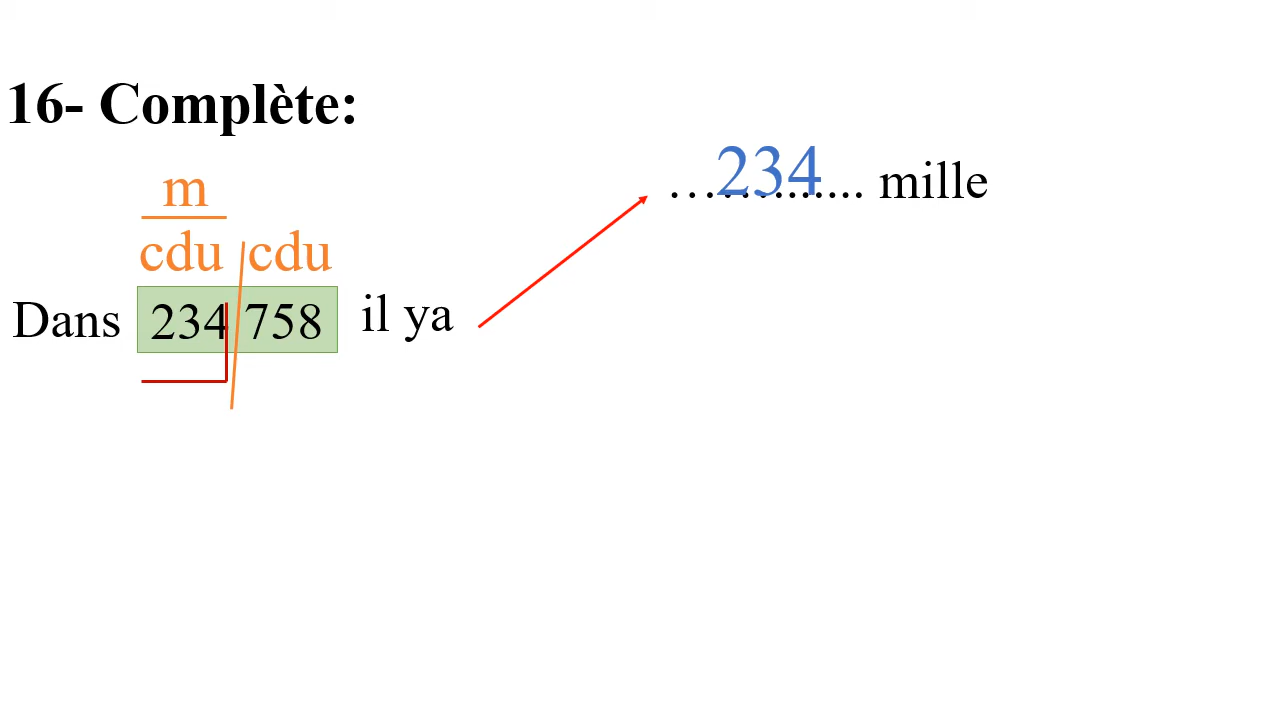 16- Complète:
……234....... mille
m
cdu cdu
Dans 234 758 il ya